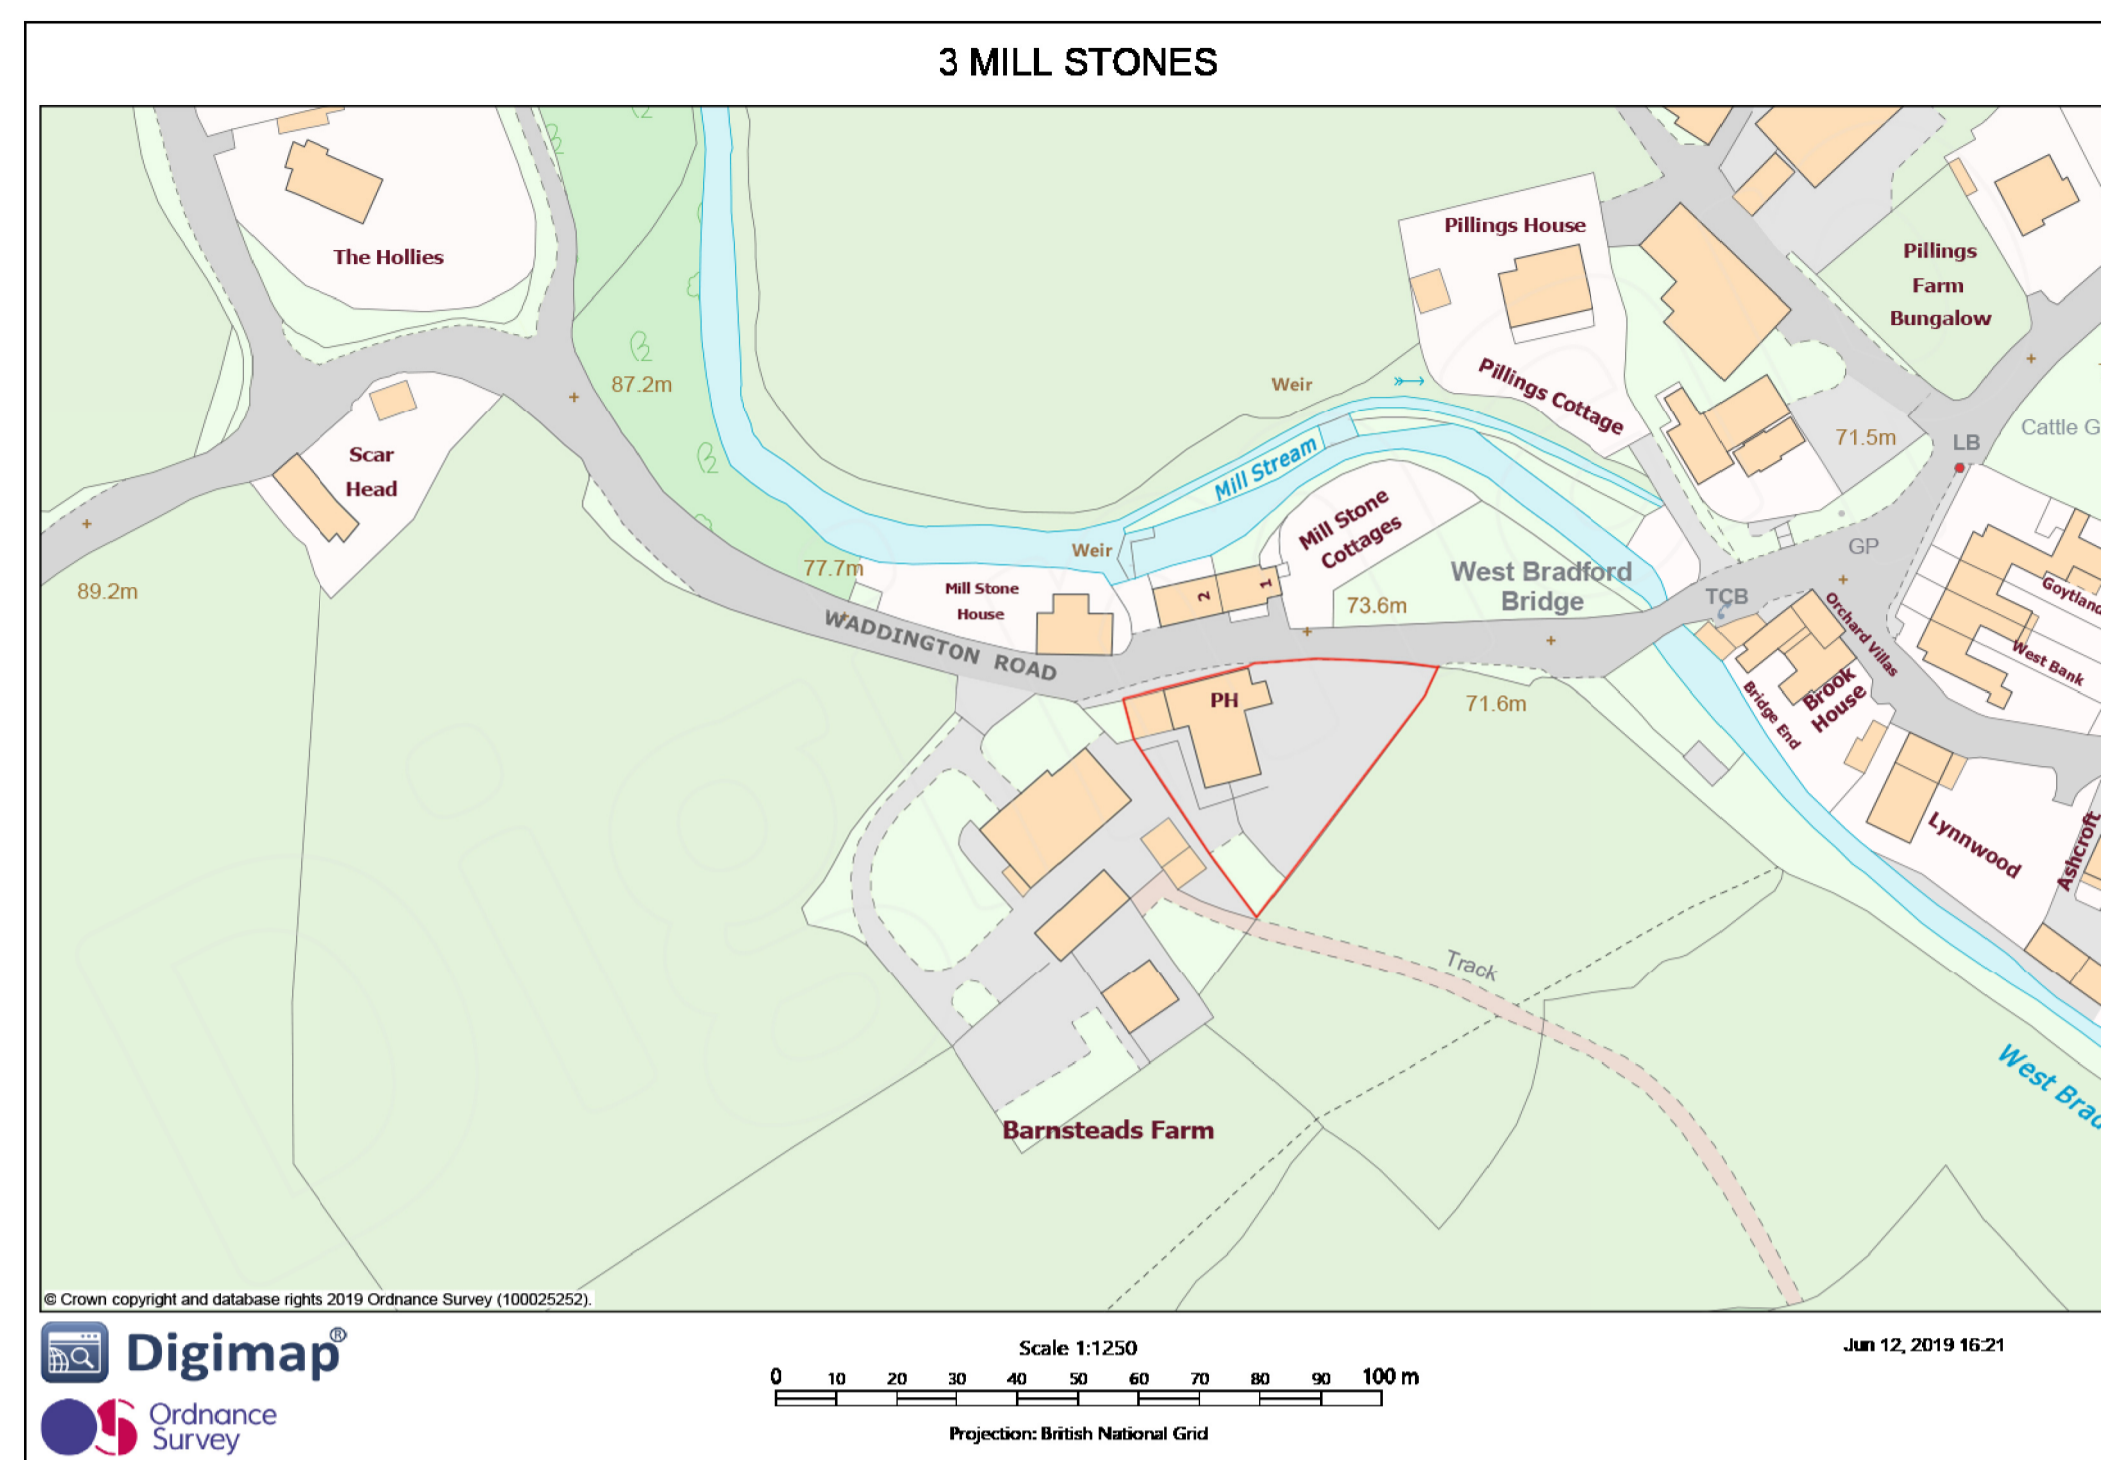 3 MILL STONES
The Hollies
Pillings House
Pillings
Farm
Bungalow
87.2m
Weir
Pillings Cottage
Cattle G
71.5m
LB
Scar
Head
Mill Stream
Mill Stone
Cottages
89.2m
77.7m
Weir
Mill Stone
House
2
1
West Bradford
Bridge
73.6m
GP
TCB
Goytland
West Bank
Orchard Villas
WADDINGTON ROAD
PH
71.6m
Bridge End
Brook
House
Lynnwood
Ashcroft
Track
West Brad
Barnsteads Farm
© Crown copyright and database rights 2019 Ordnance Survey (100025252).
Digimap®
Scale 1:1250
Jun 12, 2019 16:21
0 10 20 30 40 50 60 70 80 90 100 m
Projection: British National Grid
Ordnance
Survey